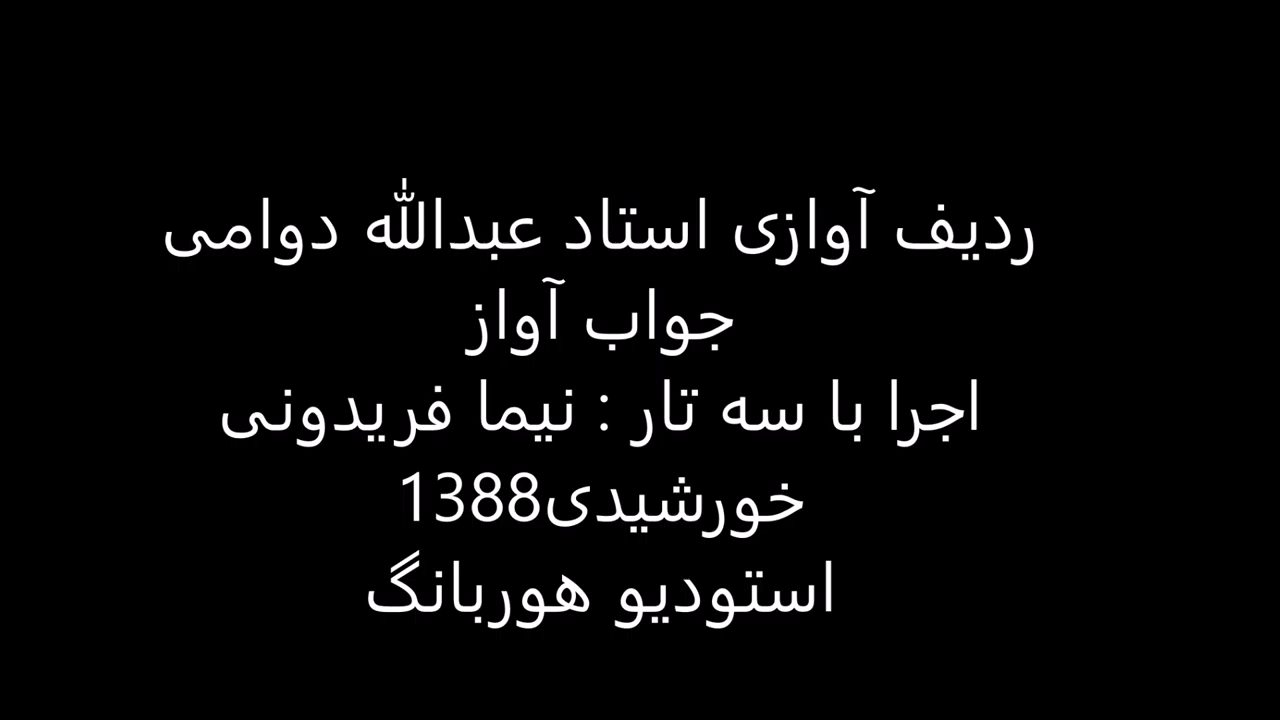 ردیف آوازی استاد عبدالله دوامی
جواب آواز
اجرا با سه تار : نیما فریدونی
خورشیدی1388
استودیو هوربانگ